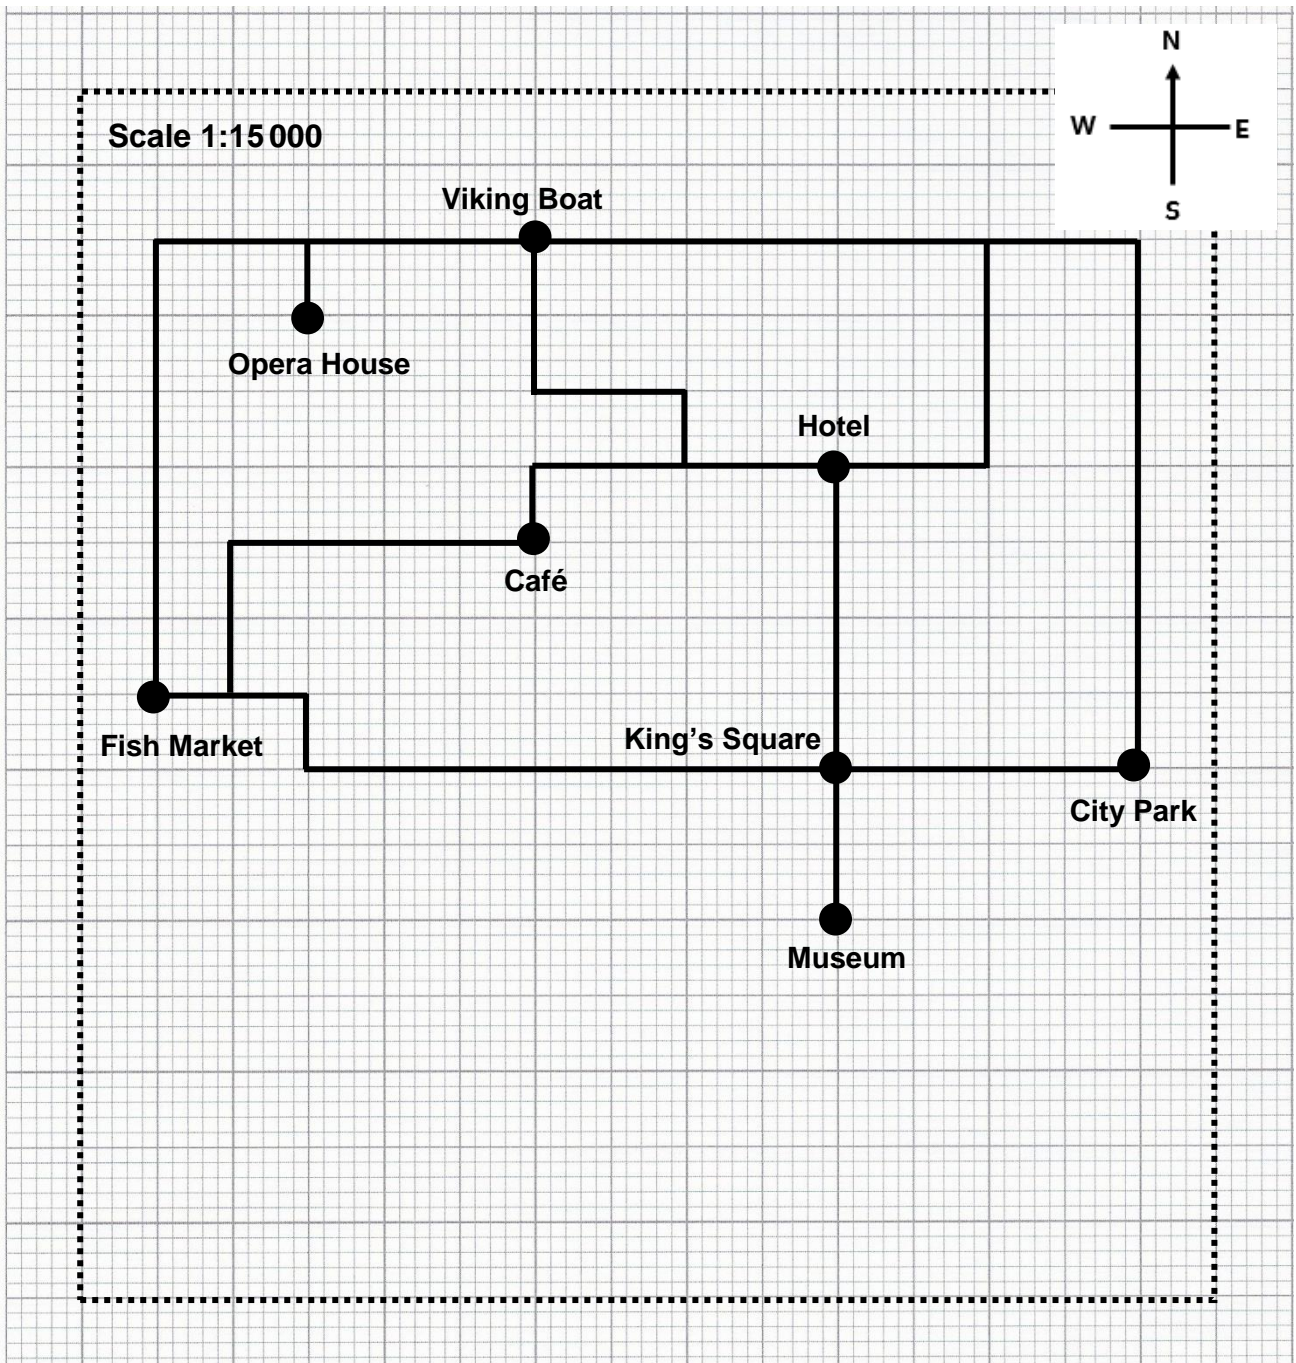 N
W E
S
Scale 1:15 000
Viking Boat
Opera House
Hotel
Café
Fish Market
King’s Square
City Park
Museum